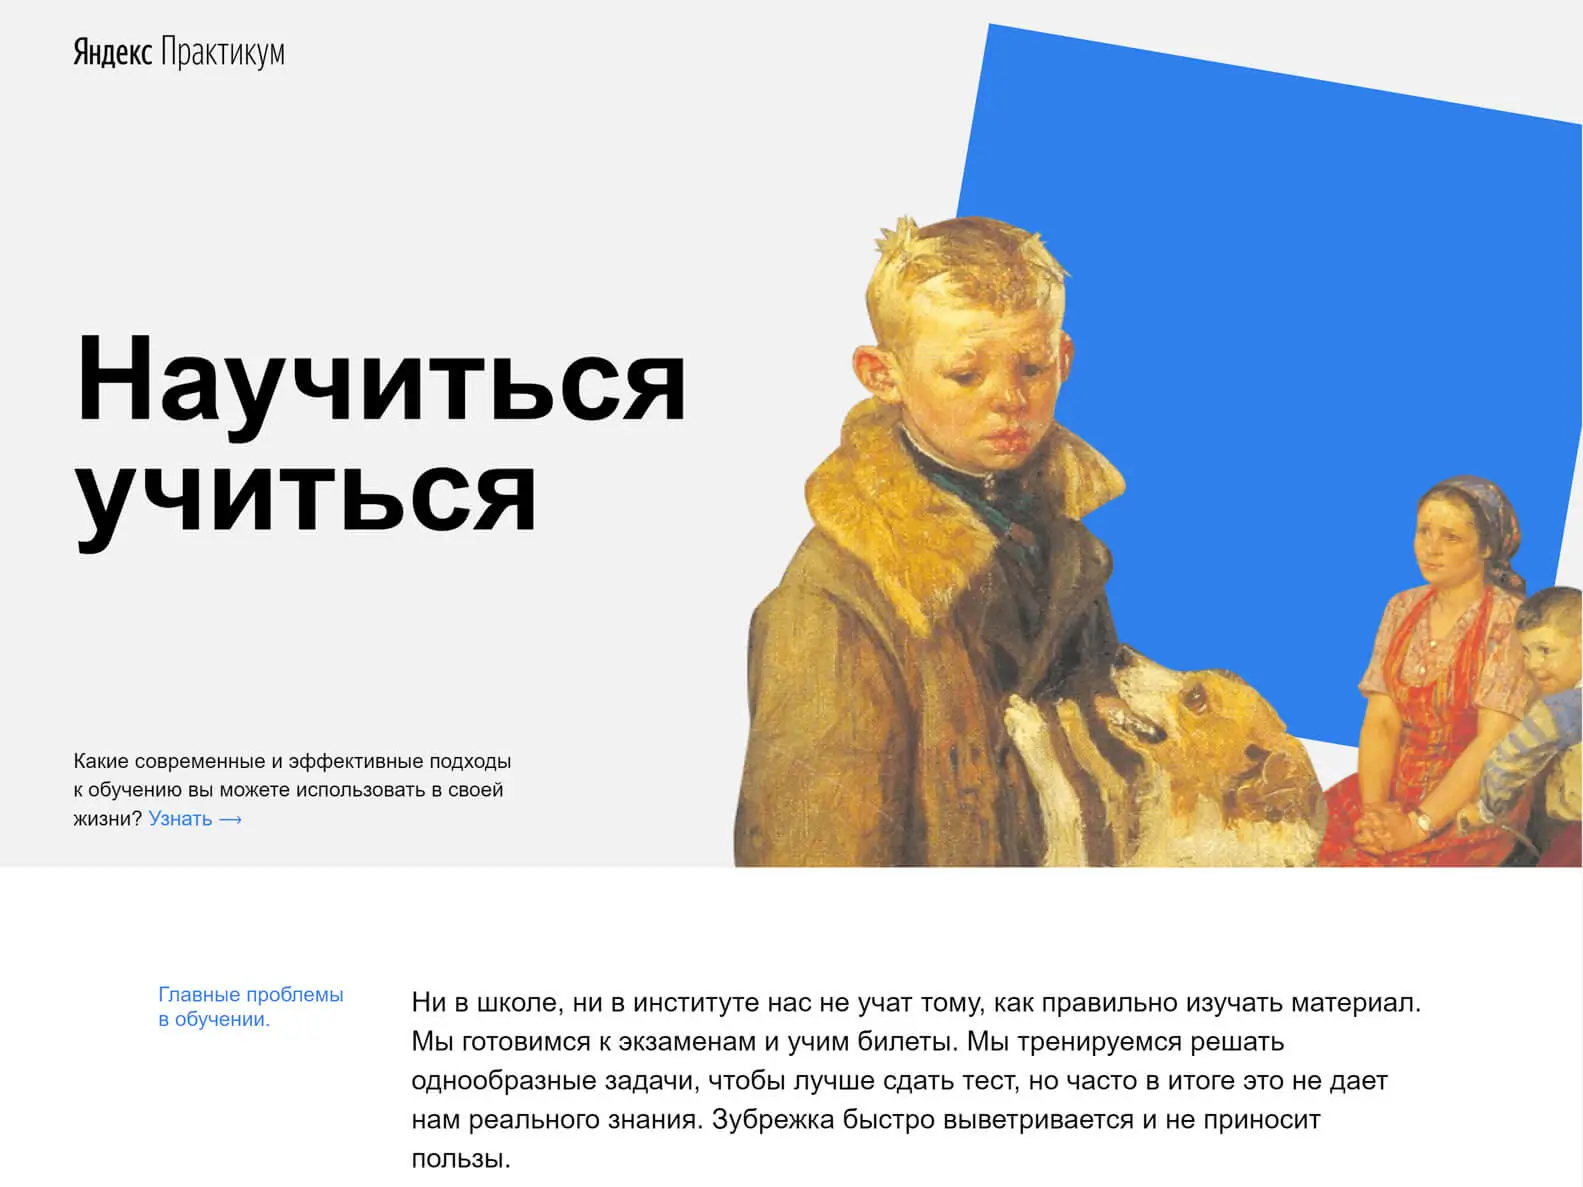 Яндекс Практикум
Научиться
учиться
Какие современные и эффективные подходы
к обучению вы можете использовать в своей
жизни? Узнать ⟶
Главные проблемы
в обучении.
Ни в школе, ни в институте нас не учат тому, как правильно изучать материал.
Мы готовимся к экзаменам и учим билеты. Мы тренируемся решать
однообразные задачи, чтобы лучше сдать тест, но часто в итоге это не дает
нам реального знания. Зубрежка быстро выветривается и не приносит
пользы.